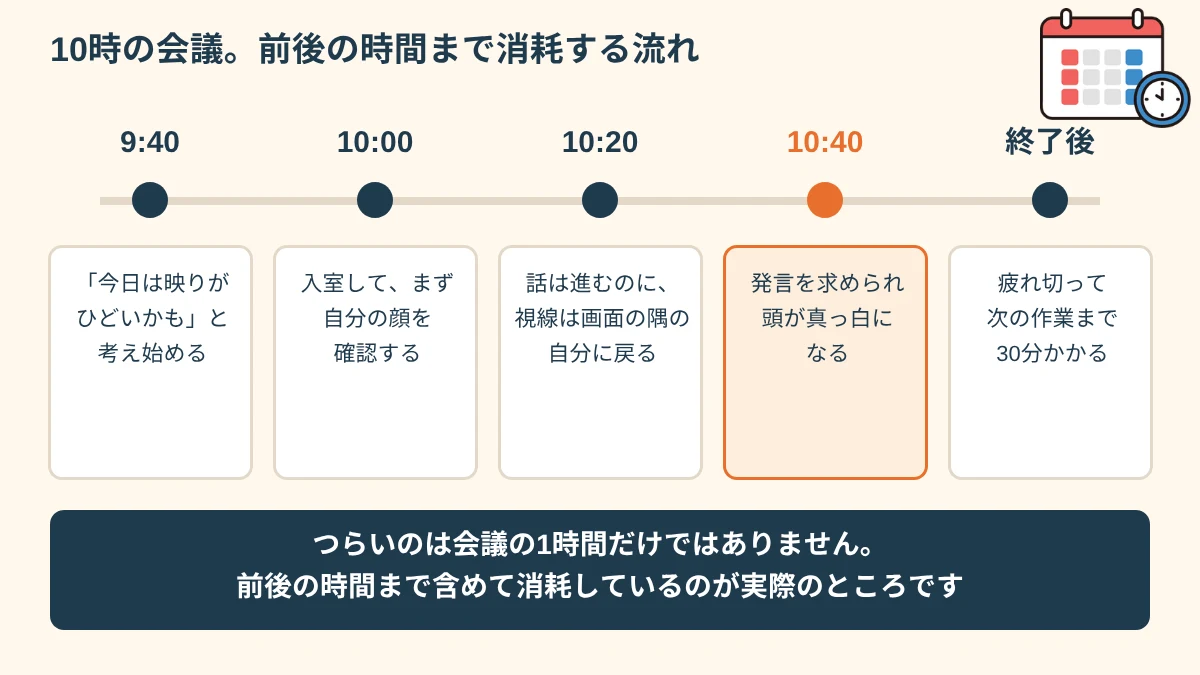 10時の会議。前後の時間まで消耗する流れ
9:40
10:00
10:20
10:40
終了後
「今日は映りが
ひどいかも」と
考え始める
入室して、まず
自分の顔を
確認する
話は進むのに、
視線は画面の隅の
自分に戻る
発言を求められ
頭が真っ白に
なる
疲れ切って
次の作業まで
30分かかる
つらいのは会議の1時間だけではありません。
前後の時間まで含めて消耗しているのが実際のところです